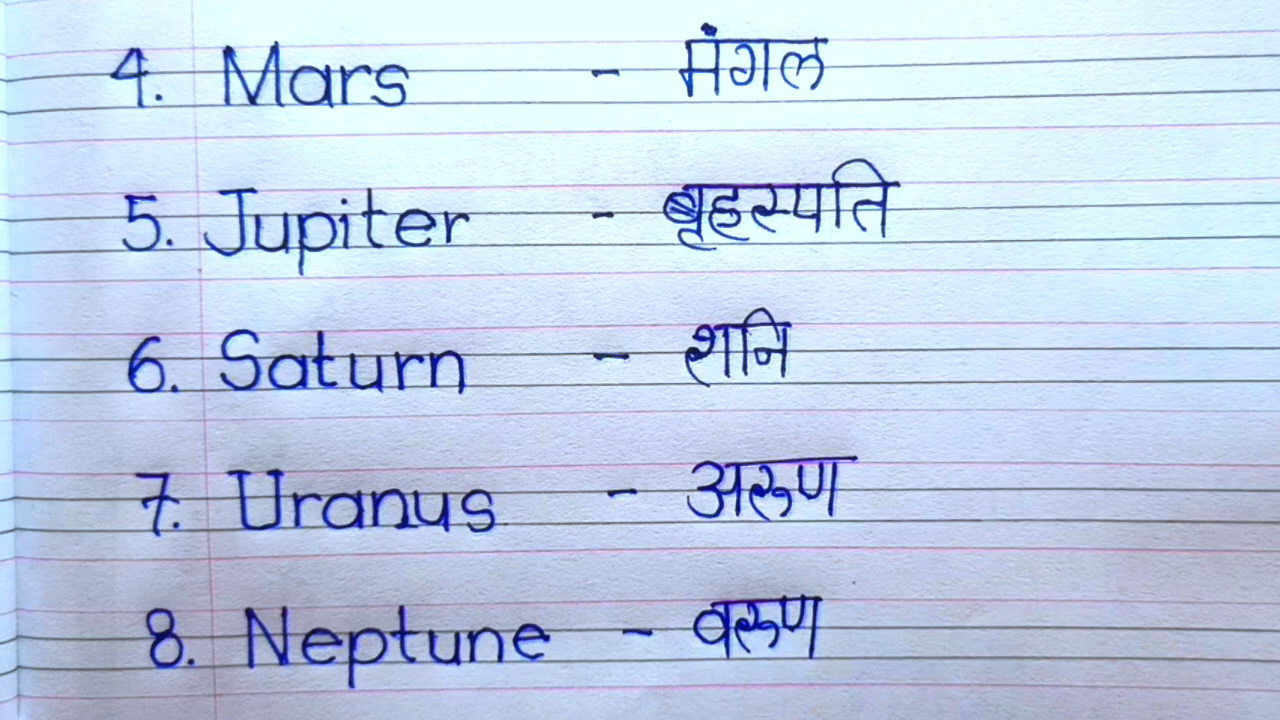 4. Mars - मंगल
5. Jupiter - बृहस्पति
6. Saturn - शनि
7. Uranus - अरूण
8. Neptune - वरूण